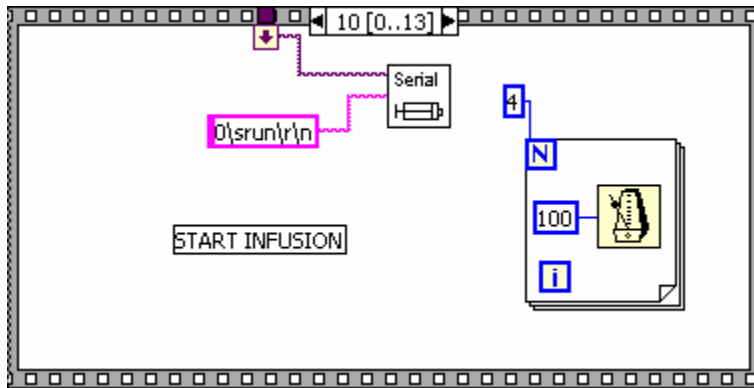 10 [0..13]
Serial
0\srun\r\n
4
N
100
START INFUSION
i